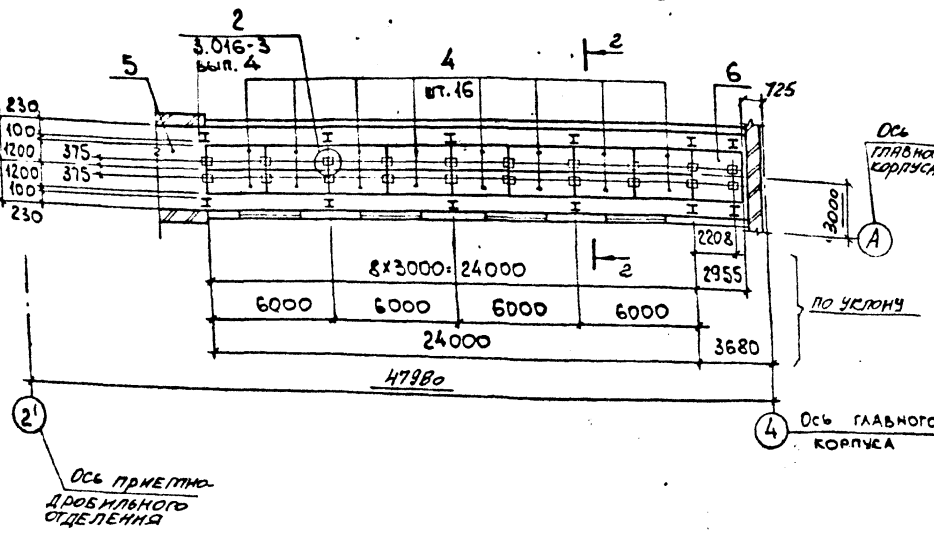 2
3.016-3
вып. 4
5
4
шт.16
2
6
725
230
100
1200
1200
100
230
375
375
Ось
ГЛАВНО
КОРПУСА
3000
А
2208
8х3000=24000
2
2955
6000
6000
6000
6000
ПО УКЛОНУ
24000
3680
47980
2'
4
Ось ГЛАВНОГО
КОРПУСА
Ось ПРИЕМНО-
ДРОБИЛЬНОГО
ОТДЕЛЕНИЯ